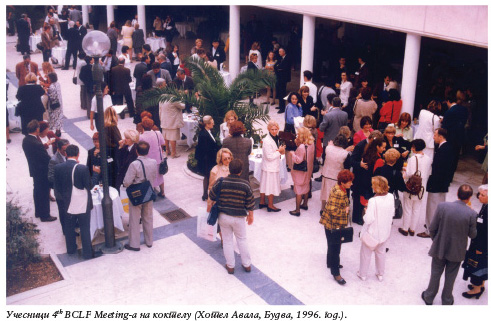 Учесници 4th BCLF Meeting-а на коктелу (Хотел Авала, Будва, 1996. год.).